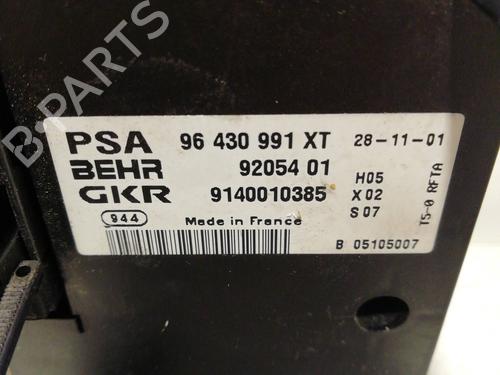 B-PARTS
PSA 96 430 991 XT 28-11-01
BEHR 92054 01 H05
GKR 9140010385 X 02
944 S 07
Made in France
B 05105007
TS-0 RFTA